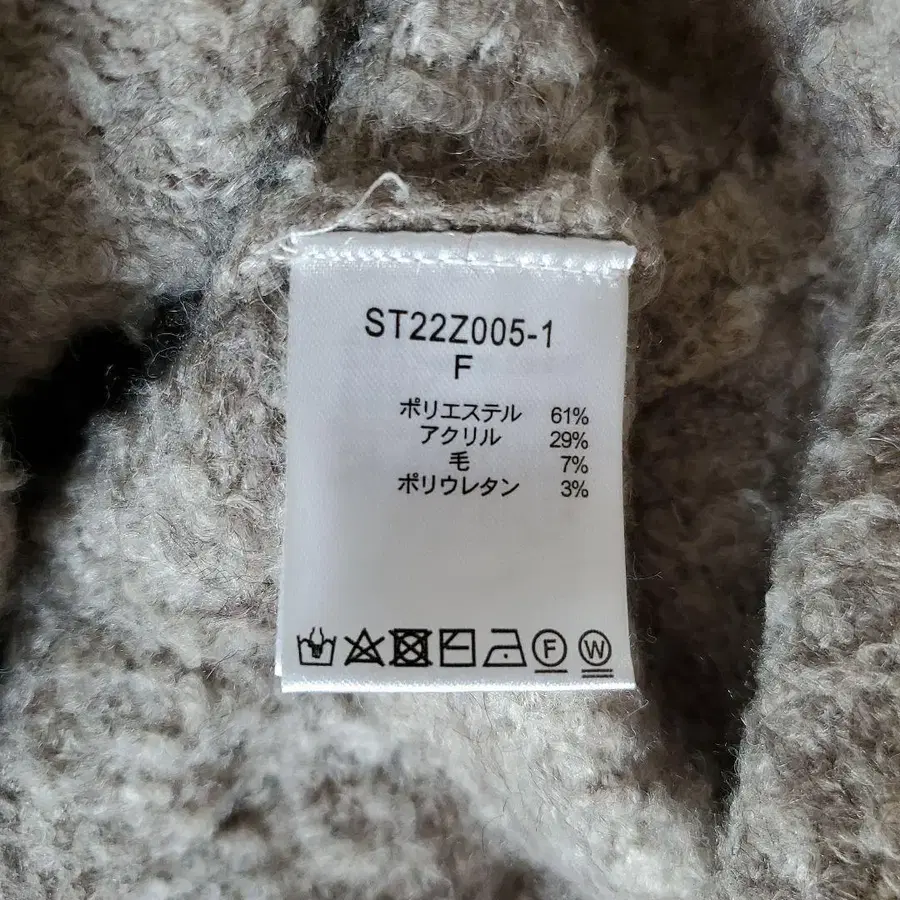 ST22Z005-1
F
ポリエステル 61%
アクリル 29%
毛 7%
ポリウレタン 3%
F W